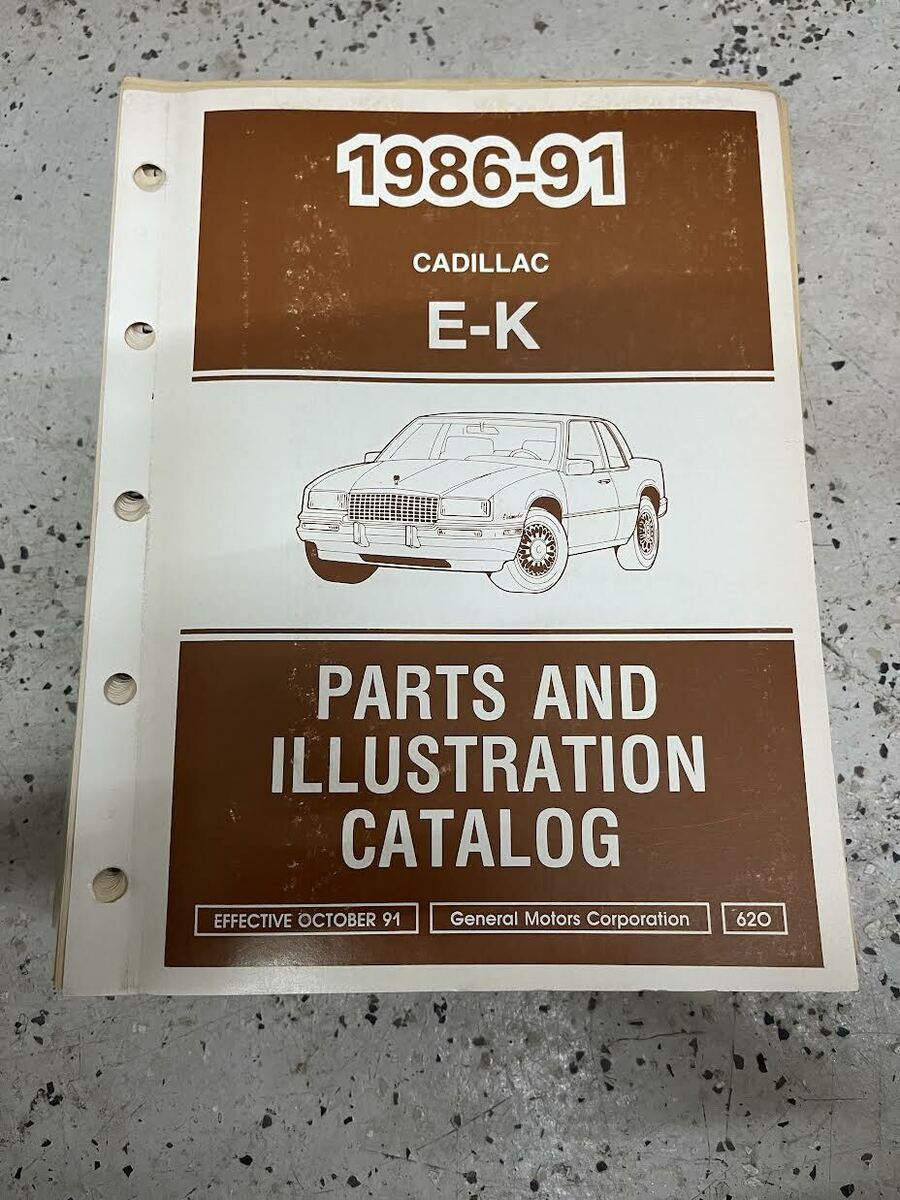 1986-91
CADILLAC
E-K
PARTS AND
ILLUSTRATION
CATALOG
EFFECTIVE OCTOBER 91
General Motors Corporation
620